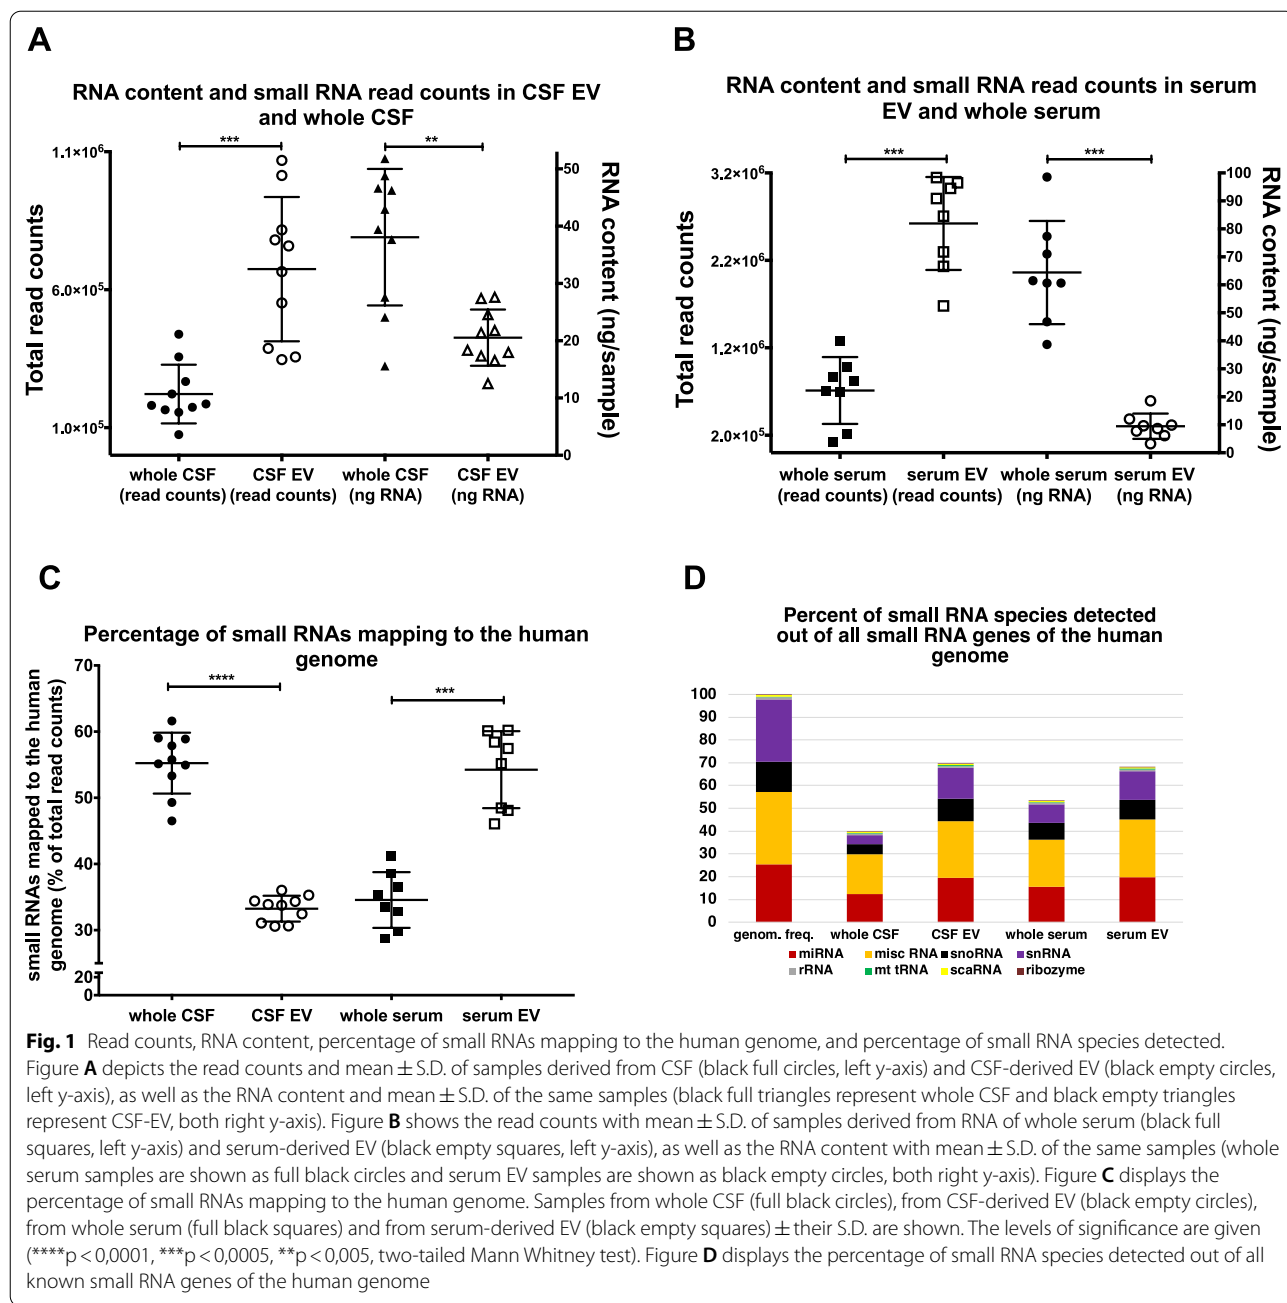 A
RNA content and small RNA read counts in CSF EV
and whole CSF
***
**
1.1×10⁶
6.0×10⁵
1.0×10⁵
Total read counts
50
40
30
20
10
0
RNA content
(ng/sample)
whole CSF
(read counts)
CSF EV
(read counts)
whole CSF
(ng RNA)
CSF EV
(ng RNA)
B
RNA content and small RNA read counts in serum
EV and whole serum
***
***
3.2×10⁶
2.2×10⁶
1.2×10⁶
2.0×10⁵
Total read counts
100
90
80
70
60
50
40
30
20
10
0
RNA content
(ng/sample)
whole serum
(read counts)
serum EV
(read counts)
whole serum
(ng RNA)
serum EV
(ng RNA)
C
Percentage of small RNAs mapping to the human
genome
****
***
70
60
50
40
30
20
0
small RNAs mapped to the human
genome (% of total read counts)
whole CSF
CSF EV
whole serum
serum EV
D
Percent of small RNA species detected
out of all small RNA genes of the human
genome
100
90
80
70
60
50
40
30
20
10
0
genom. freq.
whole CSF
CSF EV
whole serum
serum EV
miRNA
misc RNA
snoRNA
snRNA
rRNA
mt tRNA
scaRNA
ribozyme
Fig. 1 Read counts, RNA content, percentage of small RNAs mapping to the human genome, and percentage of small RNA species detected.
Figure A depicts the read counts and mean ± S.D. of samples derived from CSF (black full circles, left y-axis) and CSF-derived EV (black empty circles,
left y-axis), as well as the RNA content and mean ± S.D. of the same samples (black full triangles represent whole CSF and black empty triangles
represent CSF-EV, both right y-axis). Figure B shows the read counts with mean ± S.D. of samples derived from RNA of whole serum (black full
squares, left y-axis) and serum-derived EV (black empty squares, left y-axis), as well as the RNA content with mean ± S.D. of the same samples (whole
serum samples are shown as full black circles and serum EV samples are shown as black empty circles, both right y-axis). Figure C displays the
percentage of small RNAs mapping to the human genome. Samples from whole CSF (full black circles), from CSF-derived EV (black empty circles),
from whole serum (full black squares) and from serum-derived EV (black empty squares) ± their S.D. are shown. The levels of significance are given
(****p < 0,0001, ***p < 0,0005, **p < 0,005, two-tailed Mann Whitney test). Figure D displays the percentage of small RNA species detected out of all
known small RNA genes of the human genome